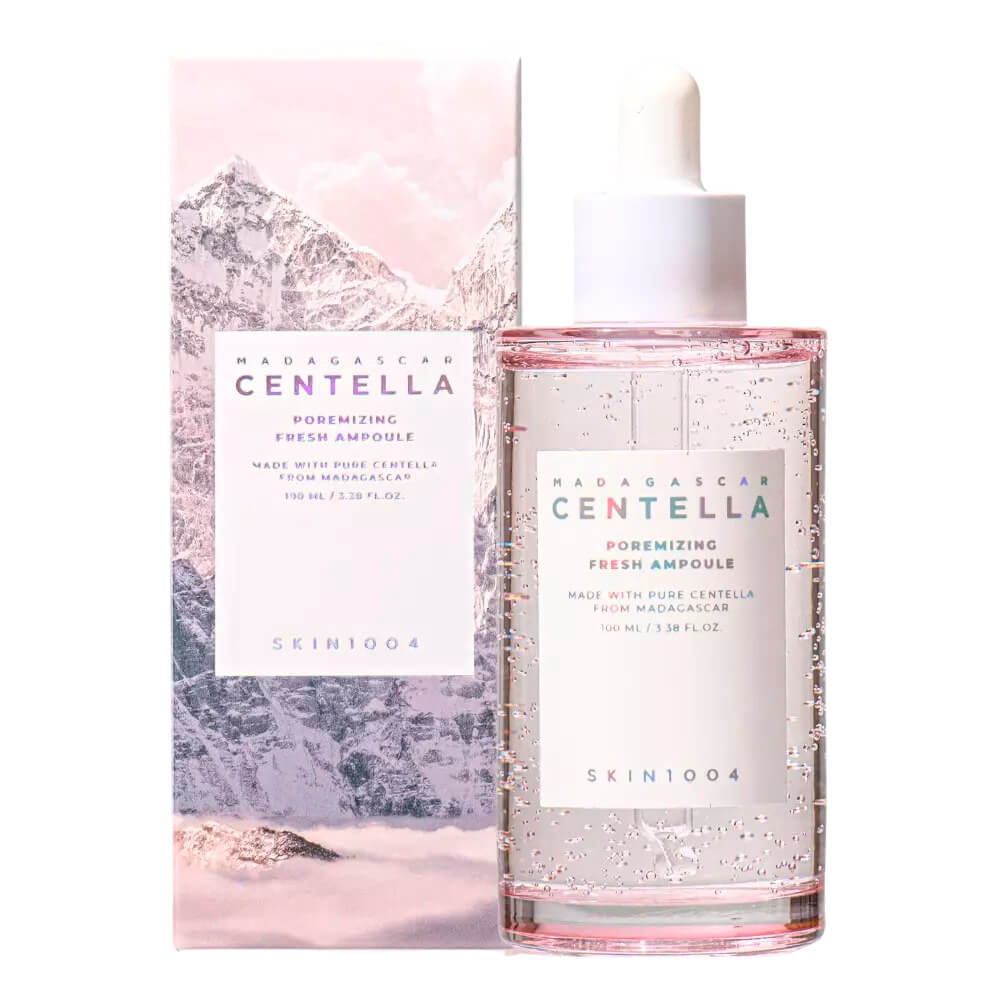 MADAGASCAR
CENTELLA
POREMIZING
FRESH AMPOULE
MADE WITH PURE CENTELLA
FROM MADAGASCAR
100 ML / 3.38 FL.OZ.
SKIN1004
MADAGASCAR
CENTELLA
POREMIZING
FRESH AMPOULE
MADE WITH PURE CENTELLA
FROM MADAGASCAR
100 ML / 3.38 FL.OZ.
SKIN1004